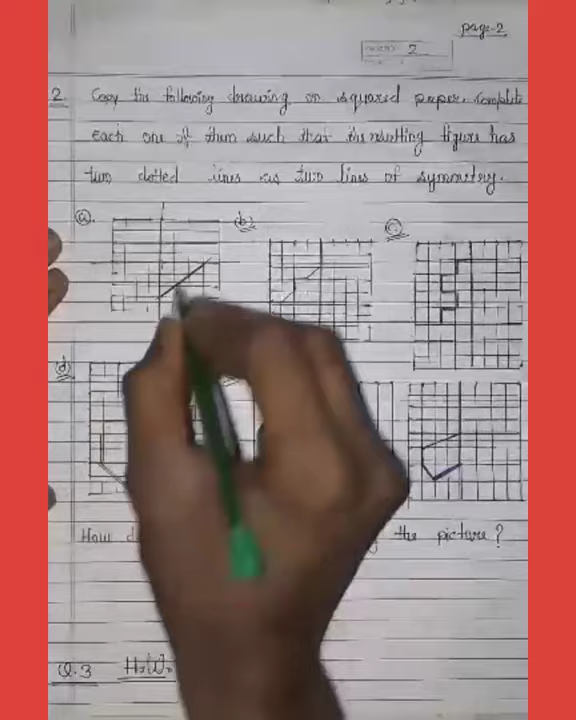 page-2
2
2. Copy the following drawing on squared paper. Complete
each one of them such that the resulting figure has
two dotted lines as two lines of symmetry.
(a) (b) (c)
(d)
How the picture?
Q.3 H.W.